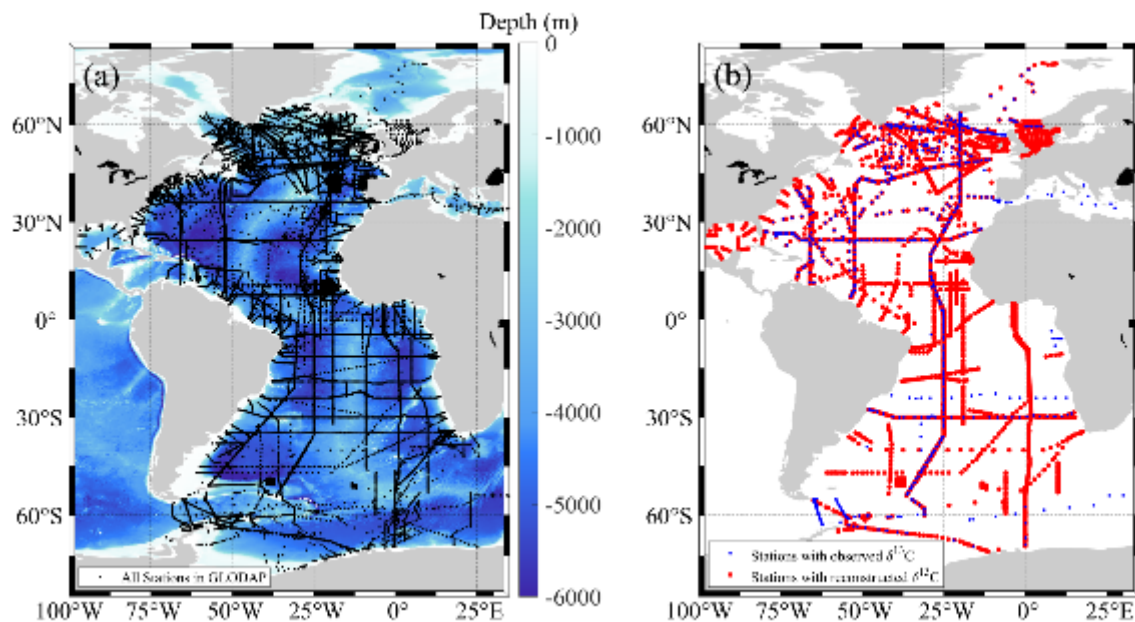 Depth (m)
(a)
0
60°N
-1000
30°N
-2000
0°
-3000
30°S
-4000
60°S
-5000
All Stations in GLODAP
-6000
100°W 75°W 50°W 25°W 0° 25°E
(b)
60°N
30°N
0°
30°S
60°S
Stations with observed δ¹³C
Stations with reconstructed δ¹³C
100°W 75°W 50°W 25°W 0° 25°E